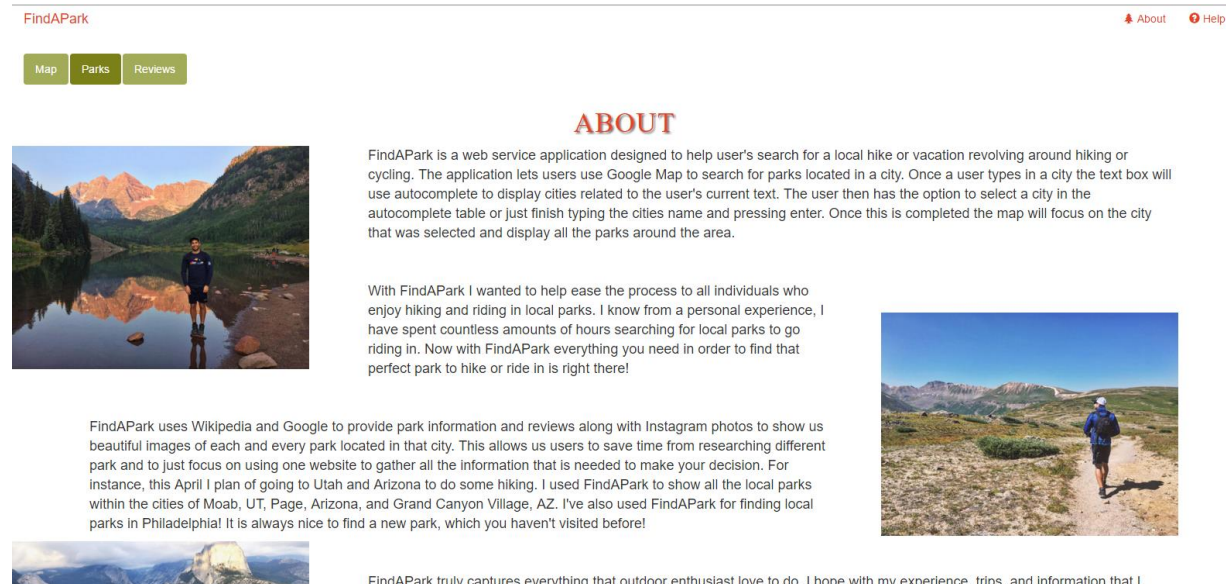 FindAPark
About
Help
Map
Parks
Reviews
ABOUT
FindAPark is a web service application designed to help user's search for a local hike or vacation revolving around hiking or
cycling. The application lets users use Google Map to search for parks located in a city. Once a user types in a city the text box will
use autocomplete to display cities related to the user's current text. The user then has the option to select a city in the
autocomplete table or just finish typing the cities name and pressing enter. Once this is completed the map will focus on the city
that was selected and display all the parks around the area.
With FindAPark I wanted to help ease the process to all individuals who
enjoy hiking and riding in local parks. I know from a personal experience, I
have spent countless amounts of hours searching for local parks to go
riding in. Now with FindAPark everything you need in order to find that
perfect park to hike or ride in is right there!
FindAPark uses Wikipedia and Google to provide park information and reviews along with Instagram photos to show us
beautiful images of each and every park located in that city. This allows us users to save time from researching different
park and to just focus on using one website to gather all the information that is needed to make your decision. For
instance, this April I plan of going to Utah and Arizona to do some hiking. I used FindAPark to show all the local parks
within the cities of Moab, UT, Page, Arizona, and Grand Canyon Village, AZ. I've also used FindAPark for finding local
parks in Philadelphia! It is always nice to find a new park, which you haven't visited before!
FindAPark truly captures everything that outdoor enthusiast love to do. I hope with my experience, trips, and information that I